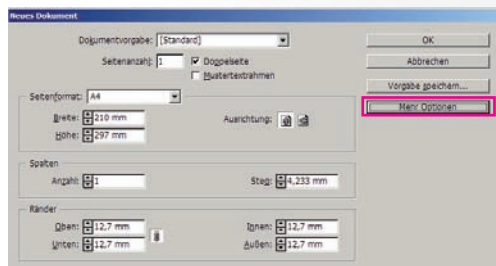 Neues Dokument
Dokumentvorgabe: [Standard]
OK
Seitenanzahl: 1
Doppelseite
Abbrechen
Mustertextrahmen
Vorgabe speichern...
Seitenformat: A4
Mehr Optionen
Breite: 210 mm
Ausrichtung:
Höhe: 297 mm
Spalten
Anzahl: 1
Steg: 4,233 mm
Ränder
Oben: 12,7 mm
Innen: 12,7 mm
Unten: 12,7 mm
Außen: 12,7 mm